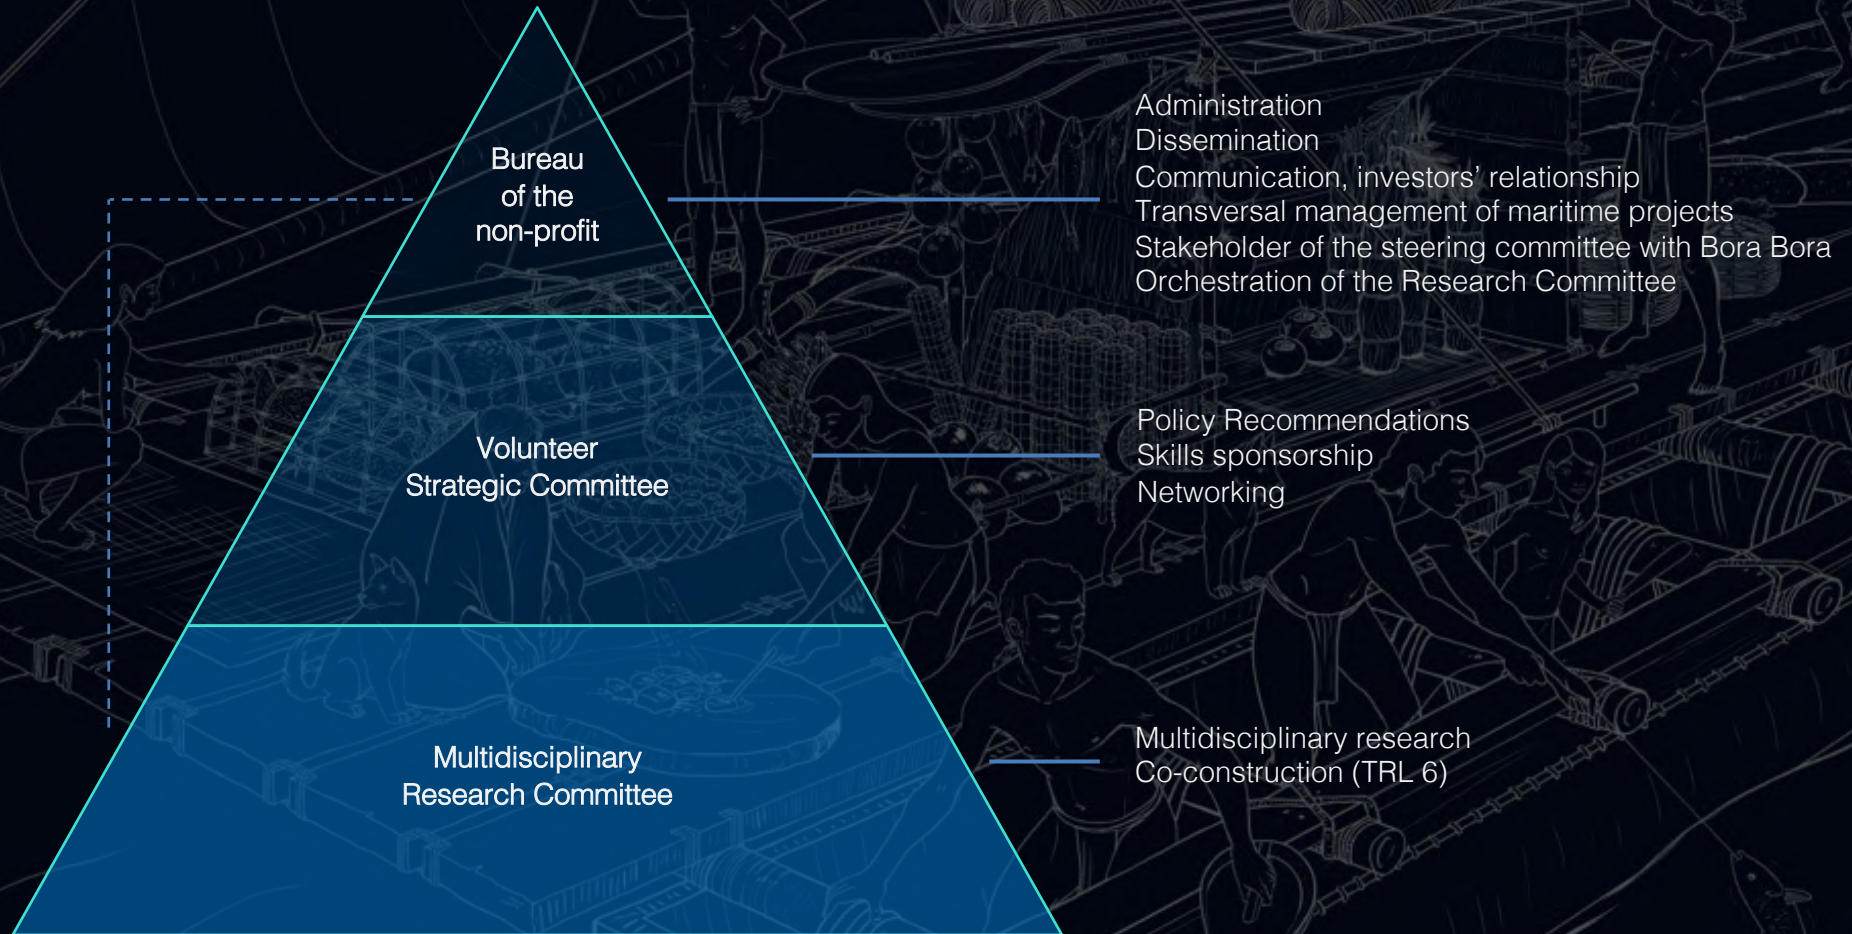 Bureau
of the
non-profit
Administration
Dissemination
Communication, investors’ relationship
Transversal management of maritime projects
Stakeholder of the steering committee with Bora Bora
Orchestration of the Research Committee
Volunteer
Strategic Committee
Policy Recommendations
Skills sponsorship
Networking
Multidisciplinary
Research Committee
Multidisciplinary research
Co-construction (TRL 6)